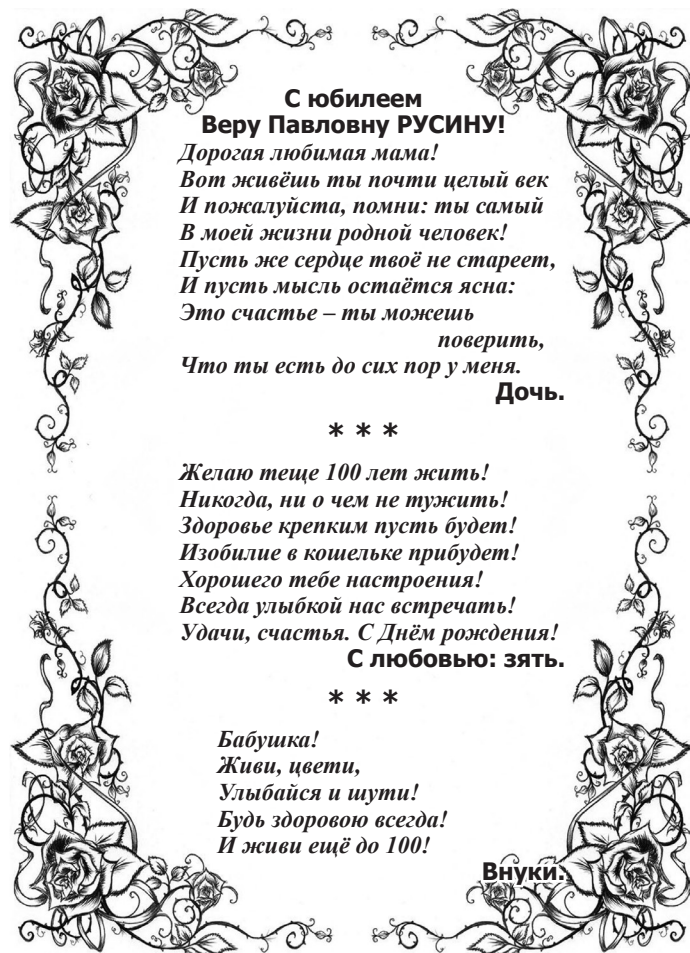 С юбилеем
Веру Павловну РУСИНУ!
Дорогая любимая мама!
Вот живёшь ты почти целый век
И пожалуйста, помни: ты самый
В моей жизни родной человек!
Пусть же сердце твоё не стареет,
И пусть мысль остаётся ясна:
Это счастье – ты можешь
поверить,
Что ты есть до сих пор у меня.
Дочь.
* * *
Желаю теще 100 лет жить!
Никогда, ни о чем не тужить!
Здоровье крепким пусть будет!
Изобилие в кошельке прибудет!
Хорошего тебе настроения!
Всегда улыбкой нас встречать!
Удачи, счастья. С Днём рождения!
С любовью: зять.
* * *
Бабушка!
Живи, цвети,
Улыбайся и шути!
Будь здоровою всегда!
И живи ещё до 100!
Внуки.